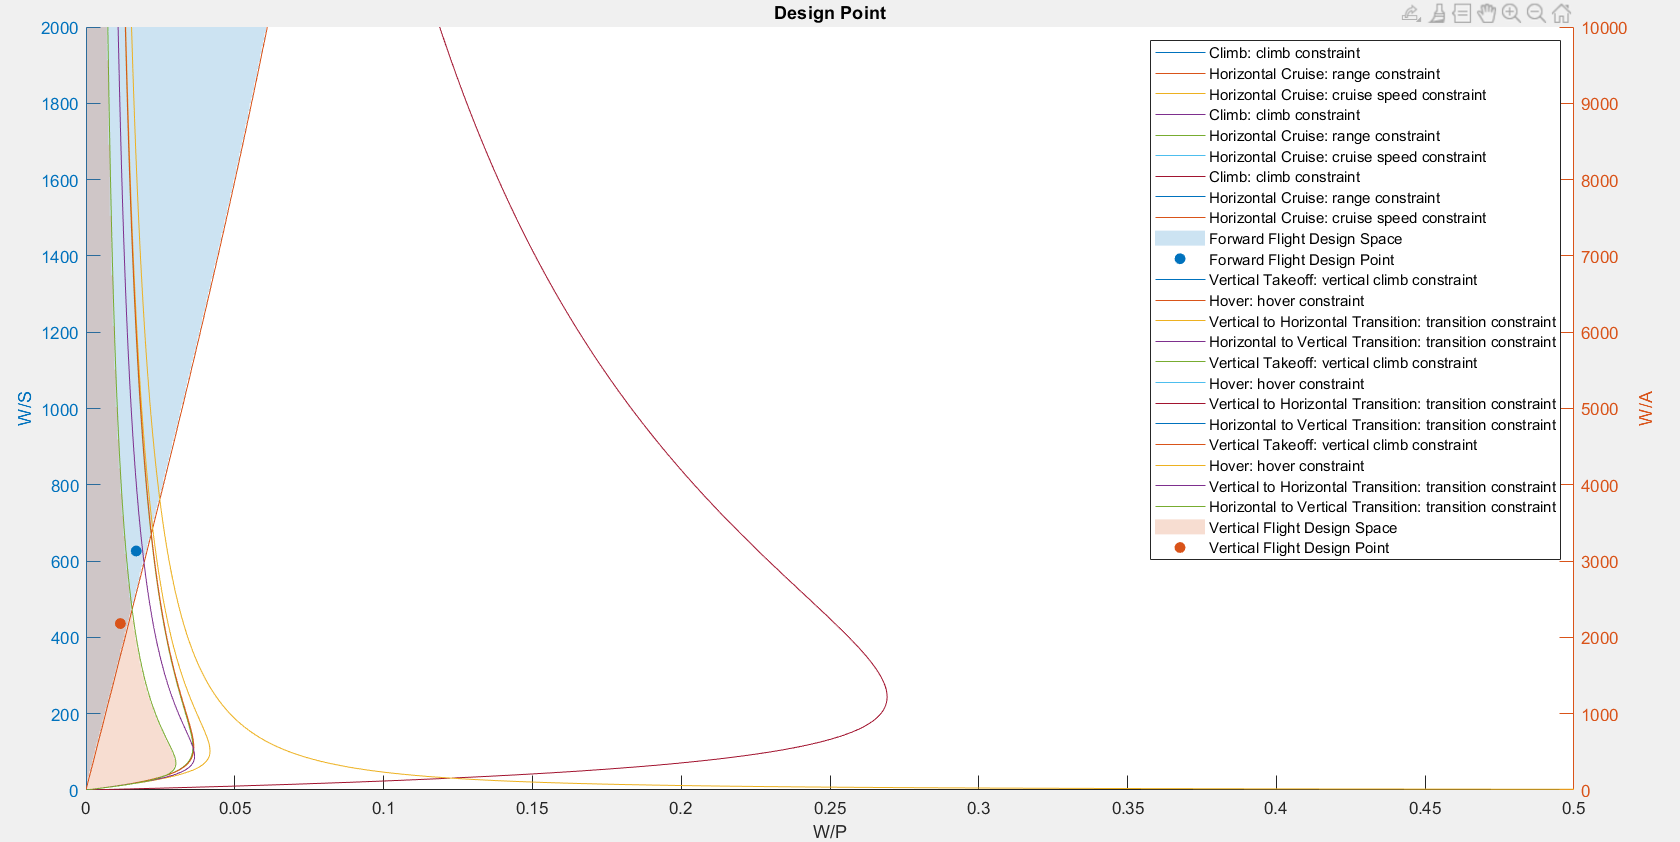 Design Point
2000
1800
1600
1400
1200
1000
800
600
400
200
0
W/S
10000
9000
8000
7000
6000
5000
4000
3000
2000
1000
0
W/A
Climb: climb constraint
Horizontal Cruise: range constraint
Horizontal Cruise: cruise speed constraint
Climb: climb constraint
Horizontal Cruise: range constraint
Horizontal Cruise: cruise speed constraint
Climb: climb constraint
Horizontal Cruise: range constraint
Horizontal Cruise: cruise speed constraint
Forward Flight Design Space
Forward Flight Design Point
Vertical Takeoff: vertical climb constraint
Hover: hover constraint
Vertical to Horizontal Transition: transition constraint
Horizontal to Vertical Transition: transition constraint
Vertical Takeoff: vertical climb constraint
Hover: hover constraint
Vertical to Horizontal Transition: transition constraint
Horizontal to Vertical Transition: transition constraint
Vertical Takeoff: vertical climb constraint
Hover: hover constraint
Vertical to Horizontal Transition: transition constraint
Horizontal to Vertical Transition: transition constraint
Vertical Flight Design Space
Vertical Flight Design Point
0 0.05 0.1 0.15 0.2 0.25 0.3 0.35 0.4 0.45 0.5
W/P